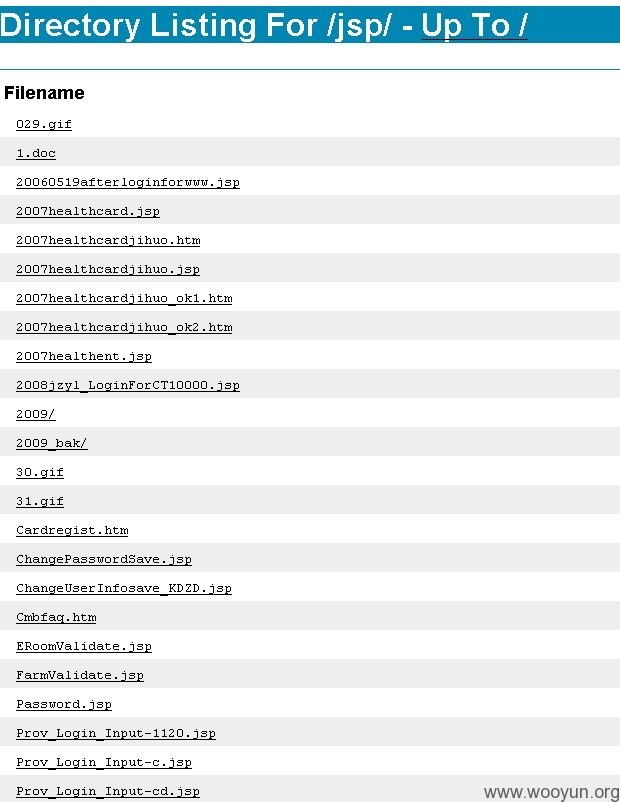 Directory Listing For /jsp/ - Up To /
Filename
029.gif
1.doc
20060519afterloginforwww.jsp
2007healthcard.jsp
2007healthcardjihuo.htm
2007healthcardjihuo.jsp
2007healthcardjihuo_ok1.htm
2007healthcardjihuo_ok2.htm
2007healthent.jsp
2008jzyl_LoginForCT10000.jsp
2009/
2009_bak/
30.gif
31.gif
Cardregist.htm
ChangePasswordSave.jsp
ChangeUserInfosave_KDZD.jsp
Cmbfaq.htm
ERoomValidate.jsp
FarmValidate.jsp
Password.jsp
Prov_Login_Input-1120.jsp
Prov_Login_Input-c.jsp
Prov_Login_Input-cd.jsp
www.wooyun.org